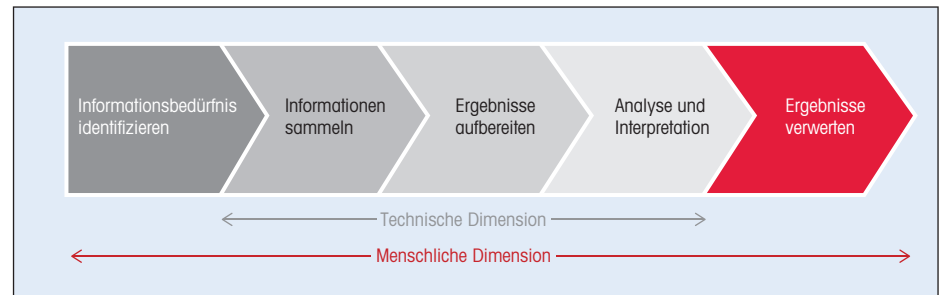 Informationsbedürfnis
identifizieren
Informationen
sammeln
Ergebnisse
aufbereiten
Analyse und
Interpretation
Ergebnisse
verwerten
Technische Dimension
Menschliche Dimension